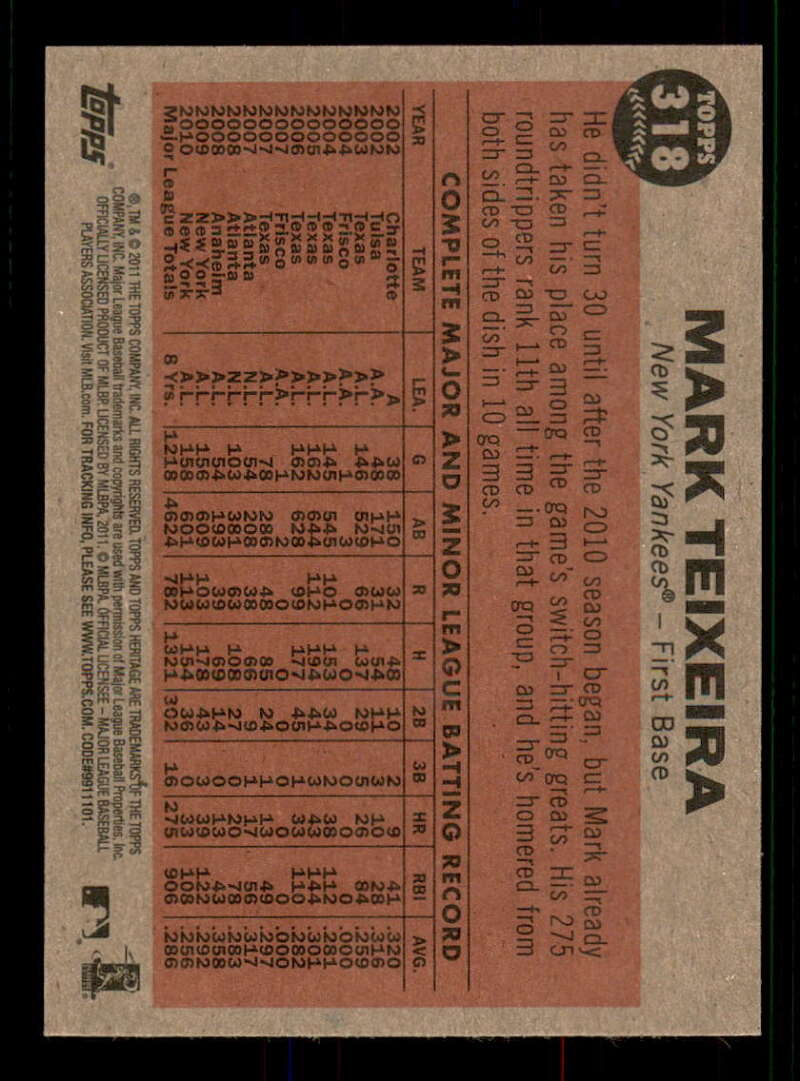 TOPPS
318
MARK TEIXEIRA
New York Yankees® – First Base
He didn't turn 30 until after the 2010 season began, but Mark already
has taken his place among the game's switch-hitting greats. His 275
roundtrippers rank 11th all time in that group, and he's homered from
both sides of the dish in 10 games.
COMPLETE MAJOR AND MINOR LEAGUE BATTING RECORD
YEAR TEAM LEA. G AB R H 2B 3B HR RBI AVG.
2002 Charlotte A 38 150 32 48 10 2 9 41 .320
2002 Tulsa A.A. 48 171 31 54 11 3 10 28 .316
2003 Texas A.L. 146 529 66 137 29 5 26 84 .259
2004 Frisco A.A. 1 3 0 0 0 0 0 0 .000
2004 Texas A.L. 145 545 101 153 34 2 38 112 .281
2005 Texas A.L. 162 644 112 194 41 3 43 144 .301
2006 Texas A.L. 162 628 99 177 45 1 33 110 .282
2007 Frisco A.A. 1 2 0 0 0 0 0 0 .000
2007 Texas A.L. 78 286 48 85 24 1 13 49 .297
2007 Atlanta N.L. 54 208 38 66 9 1 17 56 .317
2008 Atlanta N.L. 103 381 63 108 27 0 20 78 .283
2008 Anaheim A.L. 54 193 39 69 14 0 13 43 .358
2009 New York A.L. 156 609 103 178 43 3 39 122 .292
2010 New York A.L. 158 601 113 154 36 0 33 108 .256
Major League Totals 8 Yrs. 1218 4624 782 1321 302 16 275 906 .286
topps®
®, TM & © 2011 THE TOPPS COMPANY, INC. ALL RIGHTS RESERVED. TOPPS AND TOPPS HERITAGE ARE TRADEMARKS OF THE TOPPS
COMPANY, INC. Major League Baseball trademarks and copyrights are used with permission of Major League Baseball Properties, Inc.
OFFICIALLY LICENSED PRODUCT OF MLBP. LICENSED BY MLBPA, 2011. © MLBPA. OFFICIAL LICENSEE – MAJOR LEAGUE BASEBALL
PLAYERS ASSOCIATION. Visit MLB.com. FOR TRACKING INFO, PLEASE SEE WWW.TOPPS.COM. CODE#9911101.